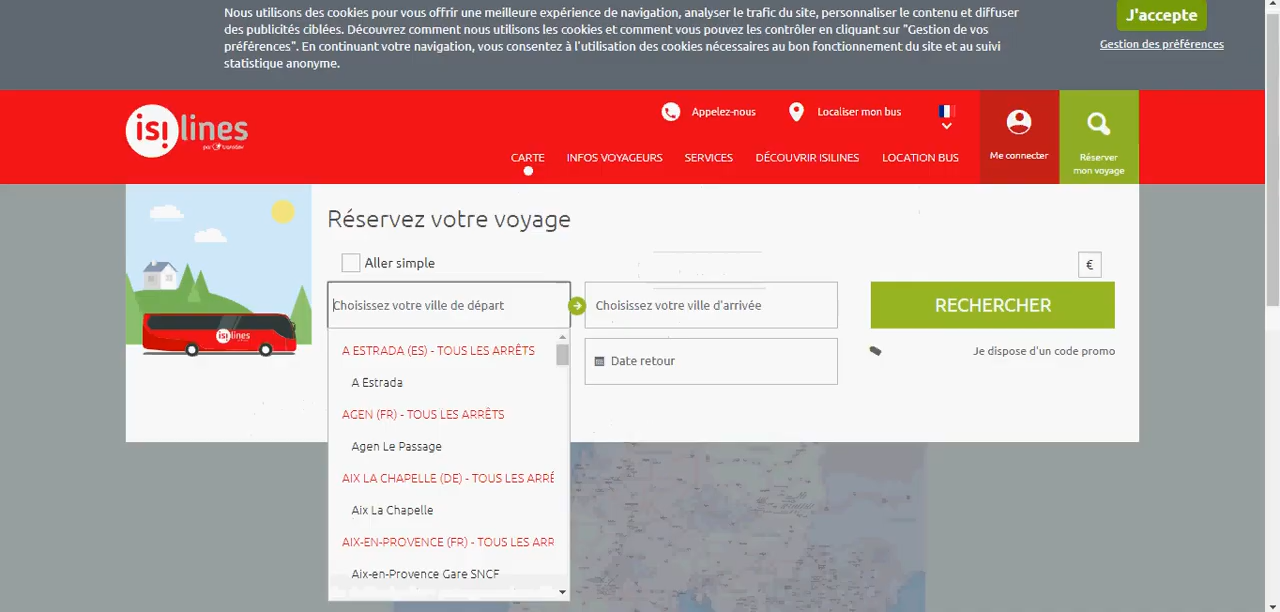 Nous utilisons des cookies pour vous offrir une meilleure expérience de navigation, analyser le trafic du site, personnaliser le contenu et diffuser
des publicités ciblées. Découvrez comment nous utilisons les cookies et comment vous pouvez les contrôler en cliquant sur "Gestion de vos
préférences". En continuant votre navigation, vous consentez à l'utilisation des cookies nécessaires au bon fonctionnement du site et au suivi
statistique anonyme.
J'accepte
Gestion des préférences
isilines
par transdev
Appelez-nous
Localiser mon bus
CARTE
INFOS VOYAGEURS
SERVICES
DÉCOUVRIR ISILINES
LOCATION BUS
Me connecter
Réserver
mon voyage
isilines
Réservez votre voyage
Aller simple
€
Choisissez votre ville de départ
Choisissez votre ville d'arrivée
RECHERCHER
Date retour
Je dispose d'un code promo
A ESTRADA (ES) - TOUS LES ARRÊTS
A Estrada
AGEN (FR) - TOUS LES ARRÊTS
Agen Le Passage
AIX LA CHAPELLE (DE) - TOUS LES ARRÊ
Aix La Chapelle
AIX-EN-PROVENCE (FR) - TOUS LES ARR
Aix-en-Provence Gare SNCF